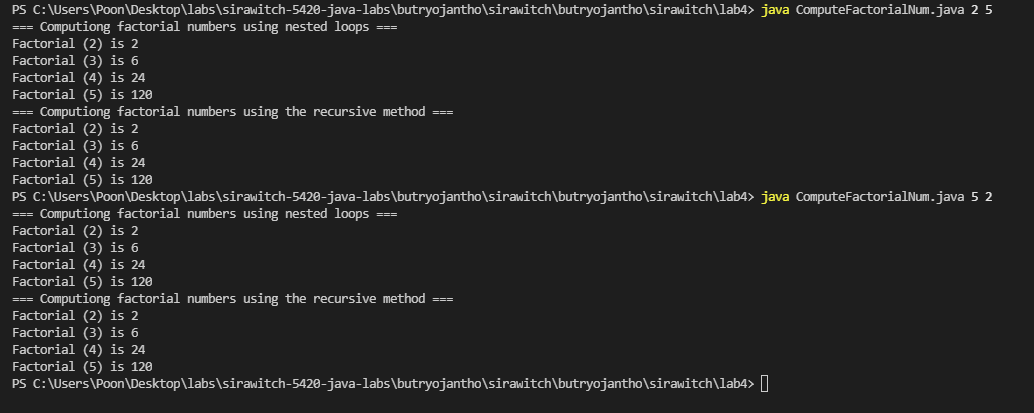 PS C:\Users\Poon\Desktop\labs\sirawitch-5420-java-labs\butryojantho\sirawitch\butryojantho\sirawitch\lab4> java ComputeFactorialNum.java 2 5
=== Computiong factorial numbers using nested loops ===
Factorial (2) is 2
Factorial (3) is 6
Factorial (4) is 24
Factorial (5) is 120
=== Computiong factorial numbers using the recursive method ===
Factorial (2) is 2
Factorial (3) is 6
Factorial (4) is 24
Factorial (5) is 120
PS C:\Users\Poon\Desktop\labs\sirawitch-5420-java-labs\butryojantho\sirawitch\butryojantho\sirawitch\lab4> java ComputeFactorialNum.java 5 2
=== Computiong factorial numbers using nested loops ===
Factorial (2) is 2
Factorial (3) is 6
Factorial (4) is 24
Factorial (5) is 120
=== Computiong factorial numbers using the recursive method ===
Factorial (2) is 2
Factorial (3) is 6
Factorial (4) is 24
Factorial (5) is 120
PS C:\Users\Poon\Desktop\labs\sirawitch-5420-java-labs\butryojantho\sirawitch\butryojantho\sirawitch\lab4>